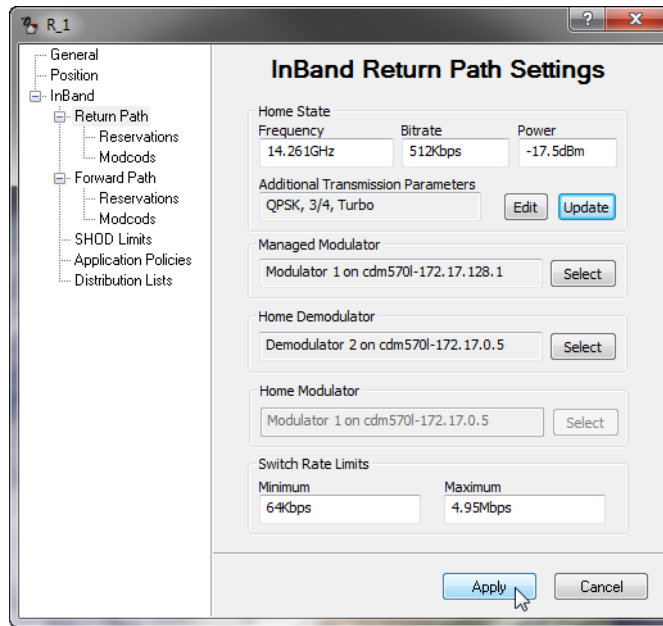 R_1
General
Position
InBand
Return Path
Reservations
Modcods
Forward Path
Reservations
Modcods
SHOD Limits
Application Policies
Distribution Lists
InBand Return Path Settings
Home State
Frequency Bitrate Power
14.261GHz 512Kbps -17.5dBm
Additional Transmission Parameters
QPSK, 3/4, Turbo Edit Update
Managed Modulator
Modulator 1 on cdm570l-172.17.128.1 Select
Home Demodulator
Demodulator 2 on cdm570l-172.17.0.5 Select
Home Modulator
Modulator 1 on cdm570l-172.17.0.5 Select
Switch Rate Limits
Minimum Maximum
64Kbps 4.95Mbps
Apply Cancel